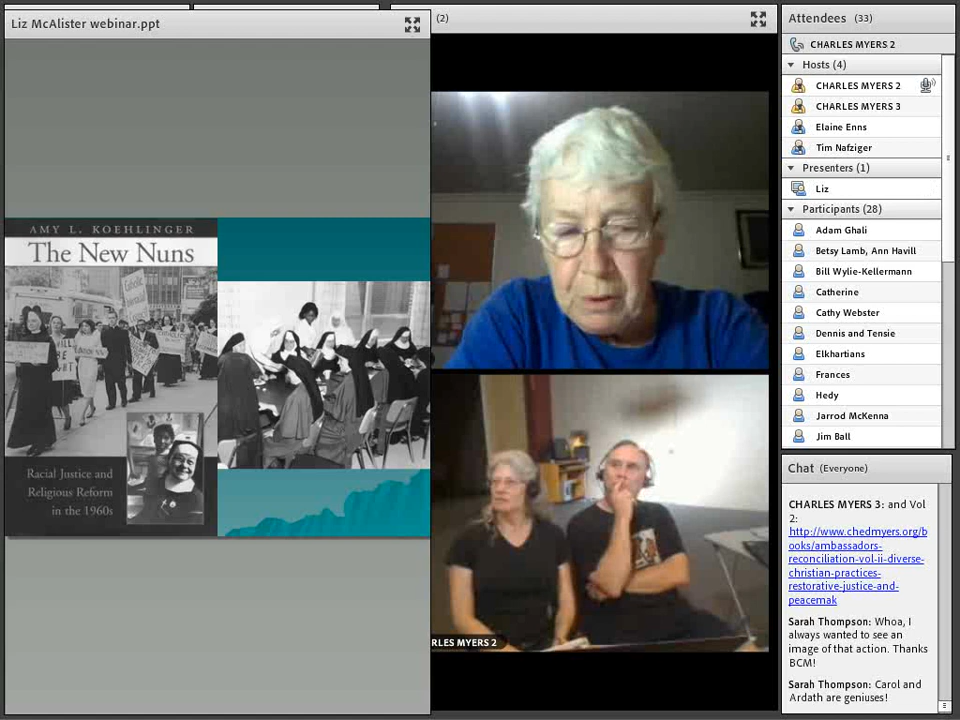 Liz McAlister webinar.ppt
AMY L. KOEHLINGER
The New Nuns
Racial Justice and
Religious Reform
in the 1960s
(2)
RLES MYERS 2
Attendees (33)
CHARLES MYERS 2
Hosts (4)
CHARLES MYERS 2
CHARLES MYERS 3
Elaine Enns
Tim Nafziger
Presenters (1)
Liz
Participants (28)
Adam Ghali
Betsy Lamb, Ann Havill
Bill Wylie-Kellermann
Catherine
Cathy Webster
Dennis and Tensie
Elkhartians
Frances
Hedy
Jarrod McKenna
Jim Ball
Chat (Everyone)
CHARLES MYERS 3: and Vol
2:
http://www.chedmyers.org/b
ooks/ambassadors-
reconciliation-vol-ii-diverse-
christian-practices-
restorative-justice-and-
peacemak
Sarah Thompson: Whoa, I
always wanted to see an
image of that action. Thanks
BCM!
Sarah Thompson: Carol and
Ardath are geniuses!